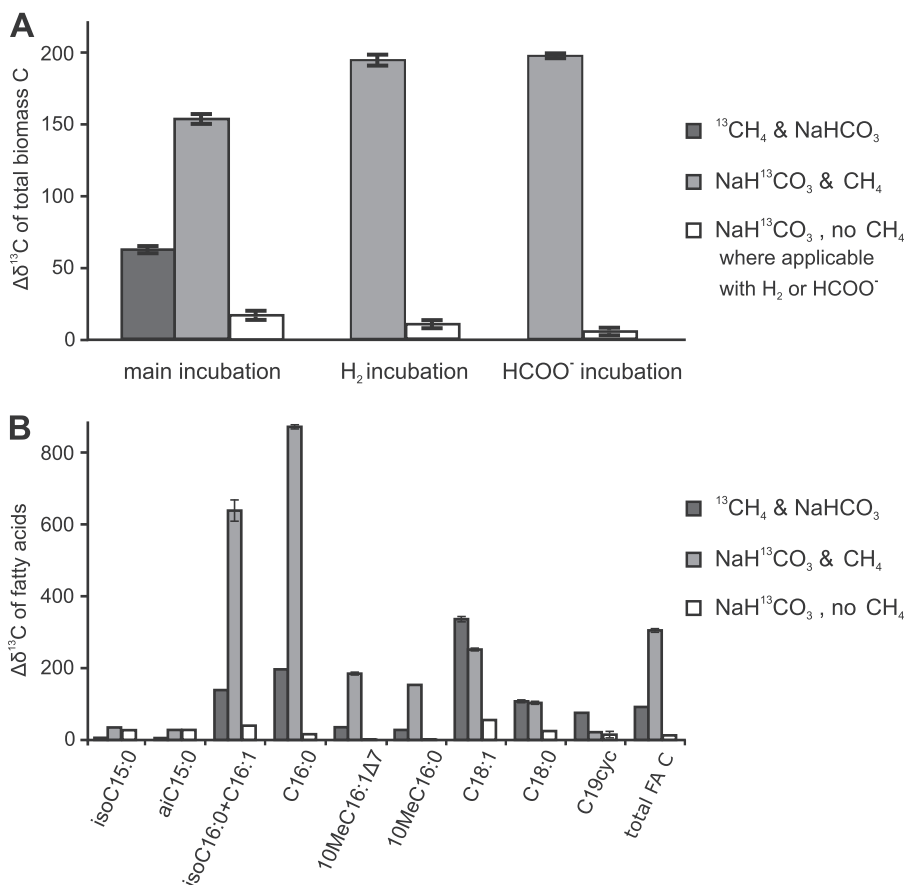 A
Δδ¹³C of total biomass C
200
150
100
50
0
main incubation
H₂ incubation
HCOO⁻ incubation
¹³CH₄ & NaHCO₃
NaH¹³CO₃ & CH₄
NaH¹³CO₃ , no CH₄
where applicable
with H₂ or HCOO⁻
B
Δδ¹³C of fatty acids
800
600
400
200
0
isoC15:0
aiC15:0
isoC16:0+C16:1
C16:0
10MeC16:1Δ7
10MeC16:0
C18:1
C18:0
C19cyc
total FA C
¹³CH₄ & NaHCO₃
NaH¹³CO₃ & CH₄
NaH¹³CO₃ , no CH₄